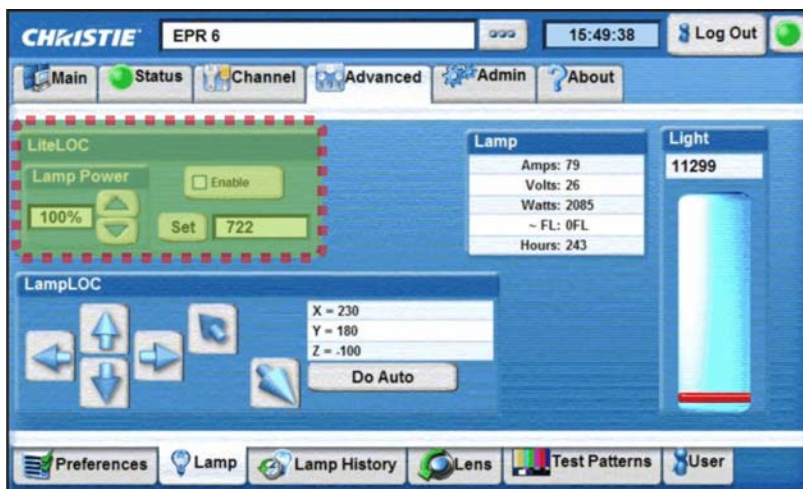 CHRISTIE EPR 6 15:49:38 Log Out
Main Status Channel Advanced Admin About
LiteLOC
Lamp Power
Enable
100%
Set 722
Lamp
Amps: 79
Volts: 26
Watts: 2085
~ FL: 0FL
Hours: 243
Light
11299
LampLOC
X = 230
Y = 180
Z = -100
Do Auto
Preferences Lamp Lamp History Lens Test Patterns User